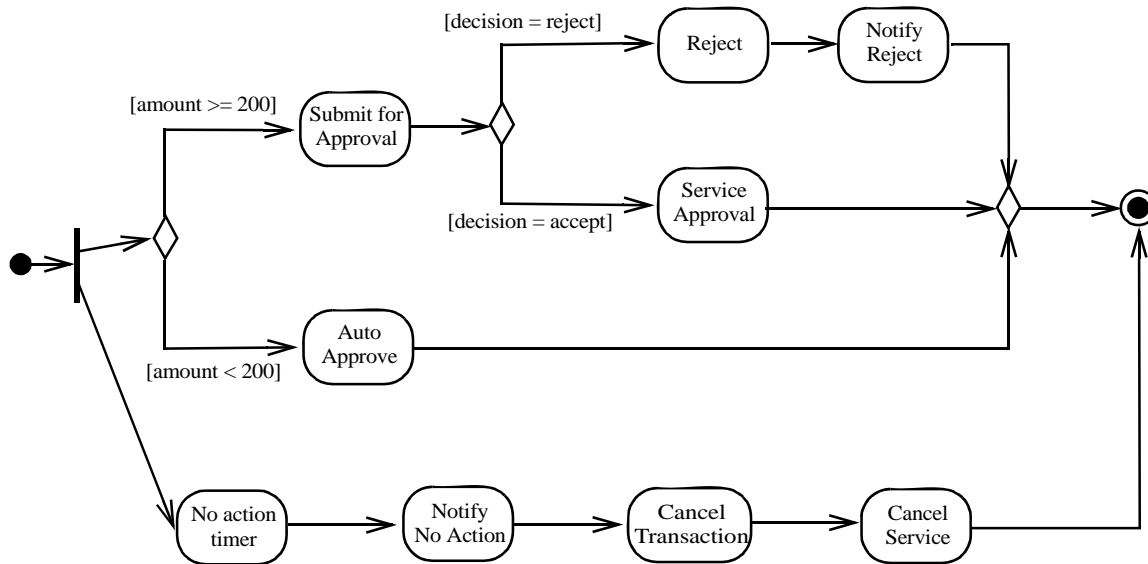 [decision = reject]
Reject
Notify
Reject
[amount >= 200]
Submit for
Approval
Service
Approval
[decision = accept]
Auto
Approve
[amount < 200]
No action
timer
Notify
No Action
Cancel
Transaction
Cancel
Service